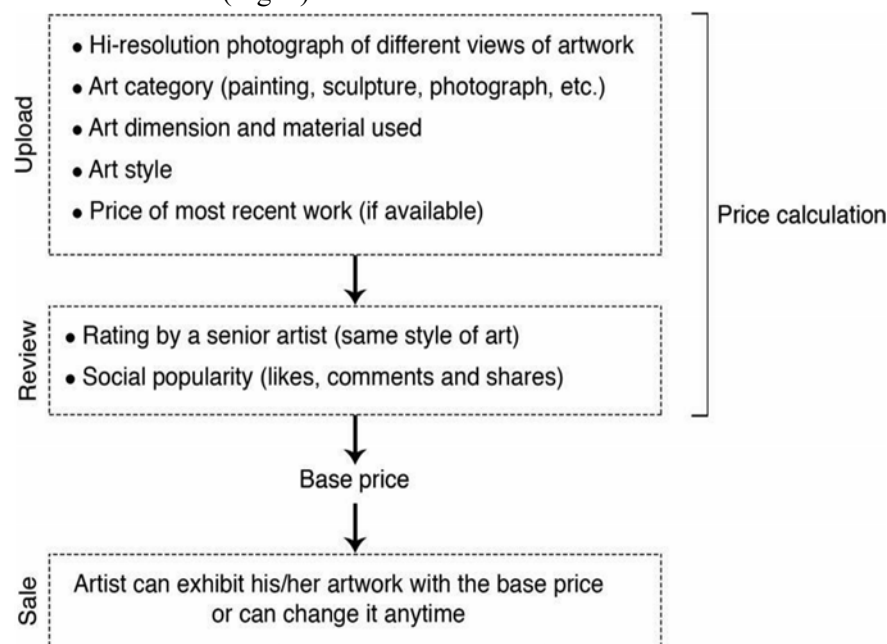 Upload
• Hi-resolution photograph of different views of artwork
• Art category (painting, sculpture, photograph, etc.)
• Art dimension and material used
• Art style
• Price of most recent work (if available)
Price calculation
Review
• Rating by a senior artist (same style of art)
• Social popularity (likes, comments and shares)
Base price
Sale
Artist can exhibit his/her artwork with the base price
or can change it anytime